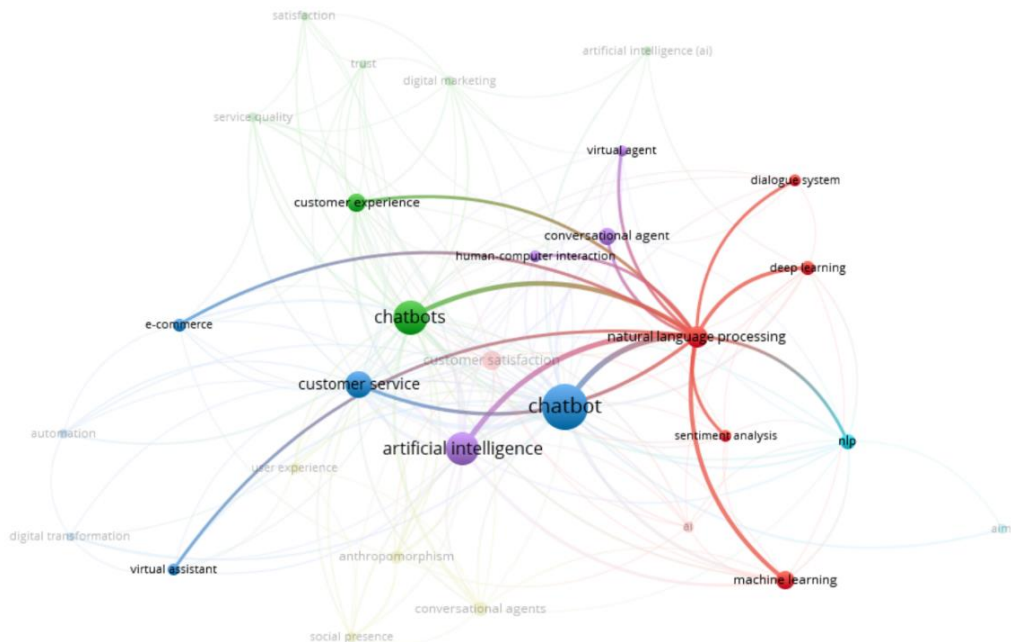 satisfaction
artificial intelligence (ai)
trust
digital marketing
service quality
virtual agent
dialogue system
customer experience
conversational agent
human-computer interaction
deep learning
chatbots
e-commerce
natural language processing
customer satisfaction
customer service
chatbot
automation
sentiment analysis
nlp
artificial intelligence
user experience
ai
aiml
digital transformation
anthropomorphism
virtual assistant
machine learning
conversational agents
social presence